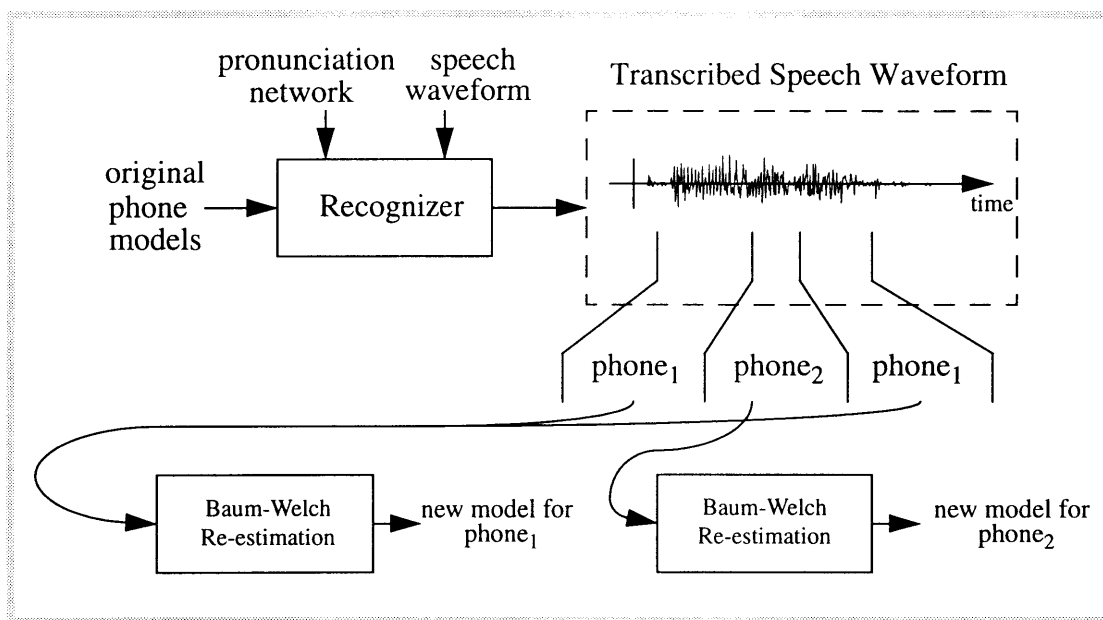 pronunciation
network
speech
waveform
Transcribed Speech Waveform
original
phone
models
Recognizer
time
phone1
phone2
phone1
Baum-Welch
Re-estimation
new model for
phone1
Baum-Welch
Re-estimation
new model for
phone2